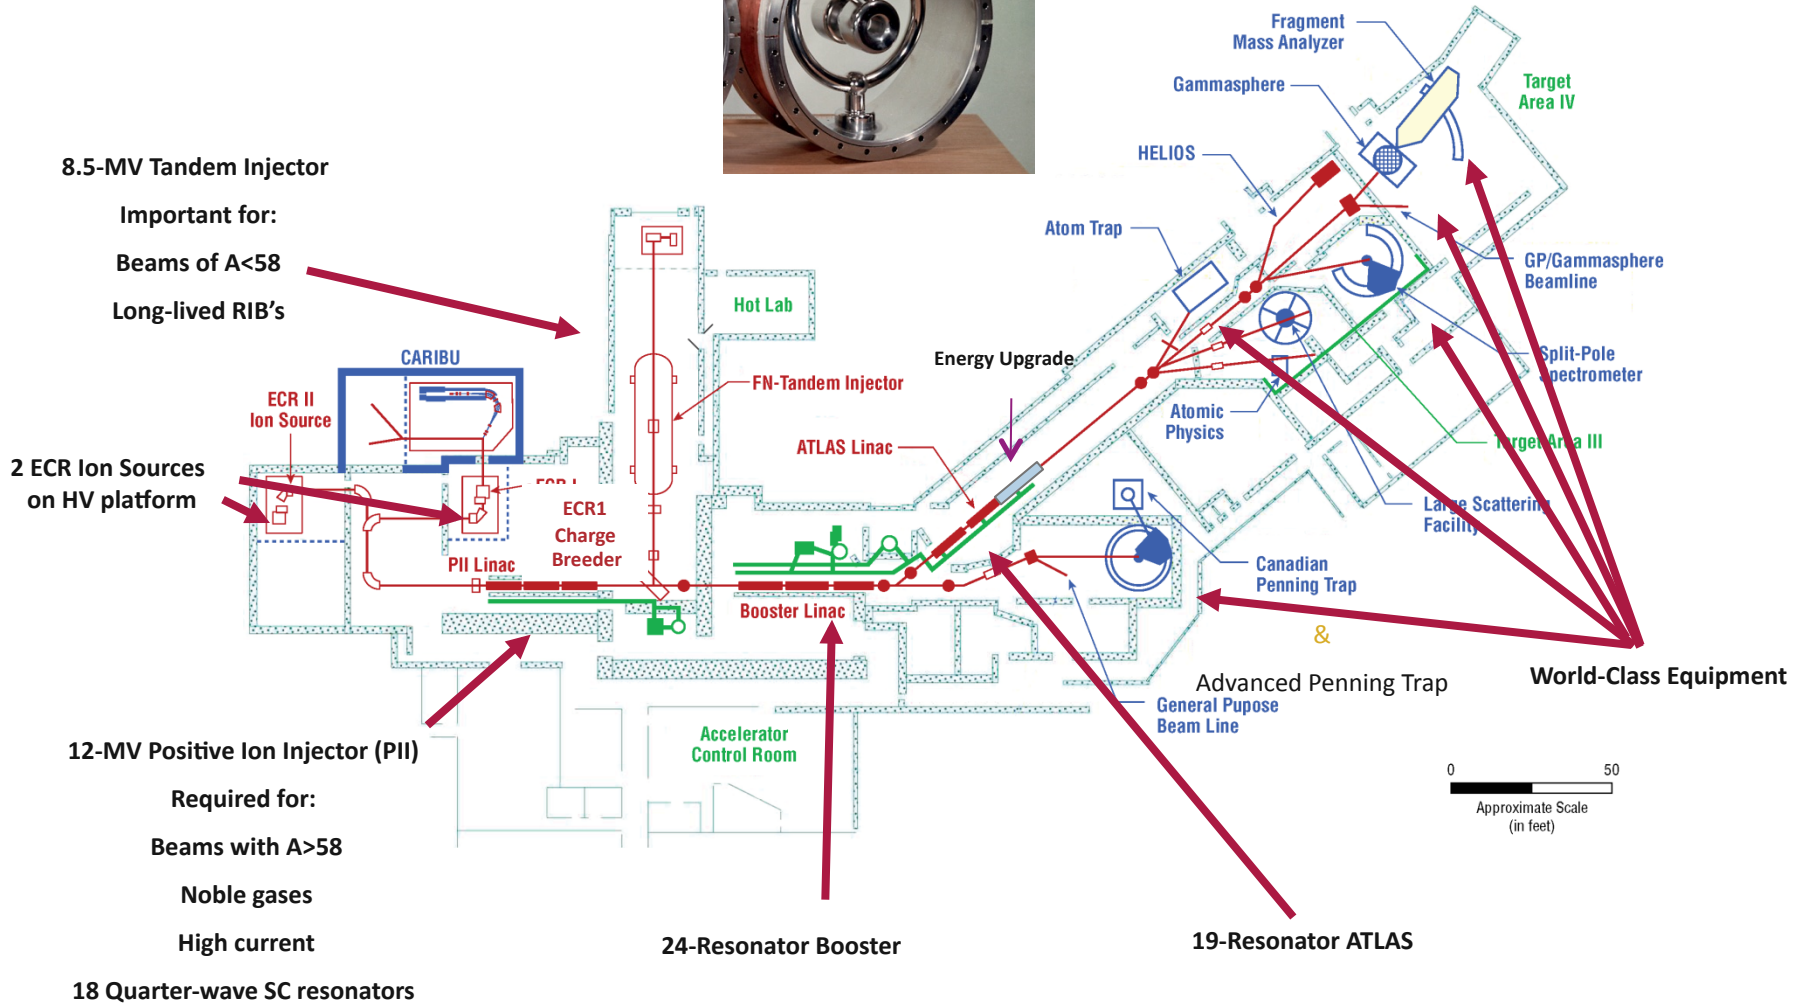 Fragment
Mass Analyzer
Gammasphere
Target
Area IV
HELIOS
8.5-MV Tandem Injector
Important for:
Beams of A<58
Long-lived RIB's
Atom Trap
GP/Gammasphere
Beamline
Hot Lab
CARIBU
Energy Upgrade
Split-Pole
Spectrometer
FN-Tandem Injector
ECR II
Ion Source
Atomic
Physics
Target Area III
ATLAS Linac
2 ECR Ion Sources
on HV platform
ECR1
Charge
Breeder
Large Scattering
Facility
PII Linac
Canadian
Penning Trap
Booster Linac
&
Advanced Penning Trap
World-Class Equipment
General Pupose
Beam Line
Accelerator
Control Room
12-MV Positive Ion Injector (PII)
Required for:
Beams with A>58
Noble gases
High current
18 Quarter-wave SC resonators
0 50
Approximate Scale
(in feet)
24-Resonator Booster
19-Resonator ATLAS